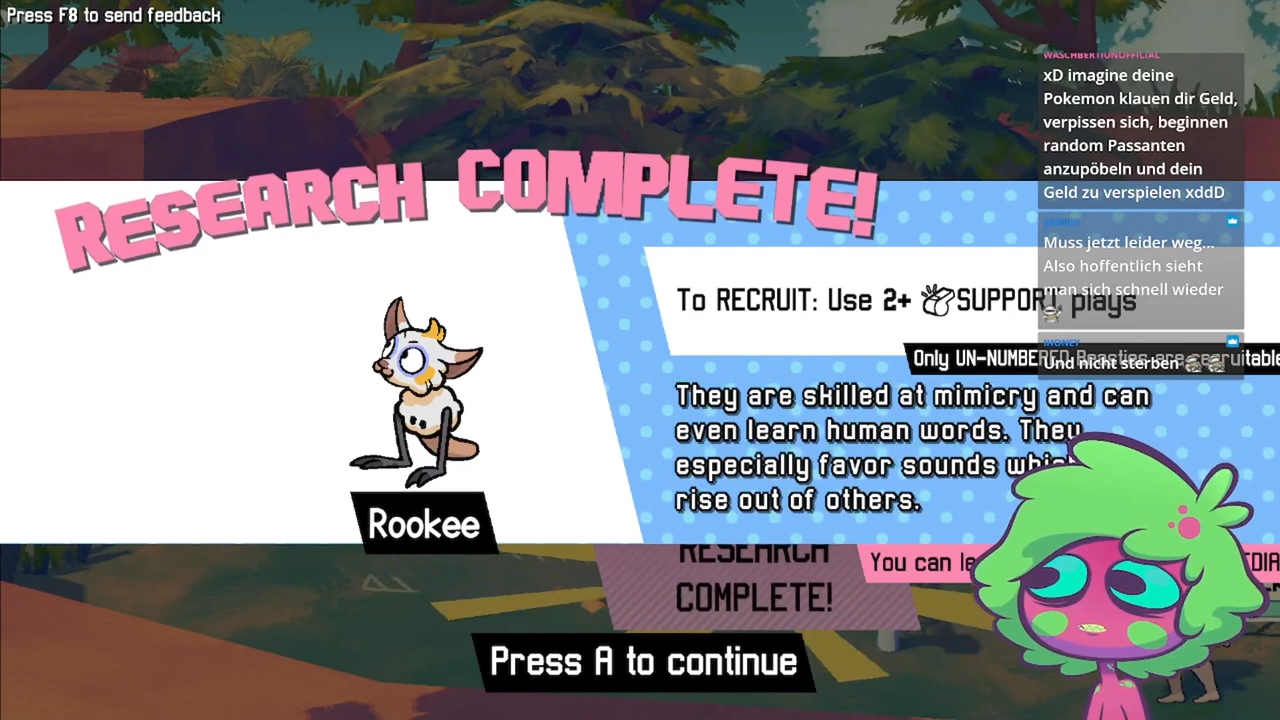 Press F8 to send feedback
WASCHBERTIUNOFFICIAL
xD imagine deine
Pokemon klauen dir Geld,
verpissen sich, beginnen
random Passanten
anzupöbeln und dein
Geld zu verspielen xddD
RESEARCH COMPLETE!
Muss jetzt leider weg...
Also hoffentlich sieht
man sich schnell wieder
To RECRUIT: Use 2+ SUPPORT plays
Only UN-NUMBERED Beasties are recruitable
Und nicht sterben
They are skilled at mimicry and can
even learn human words. They
especially favor sounds which
rise out of others.
Rookee
RESEARCH
COMPLETE!
You can
Press A to continue